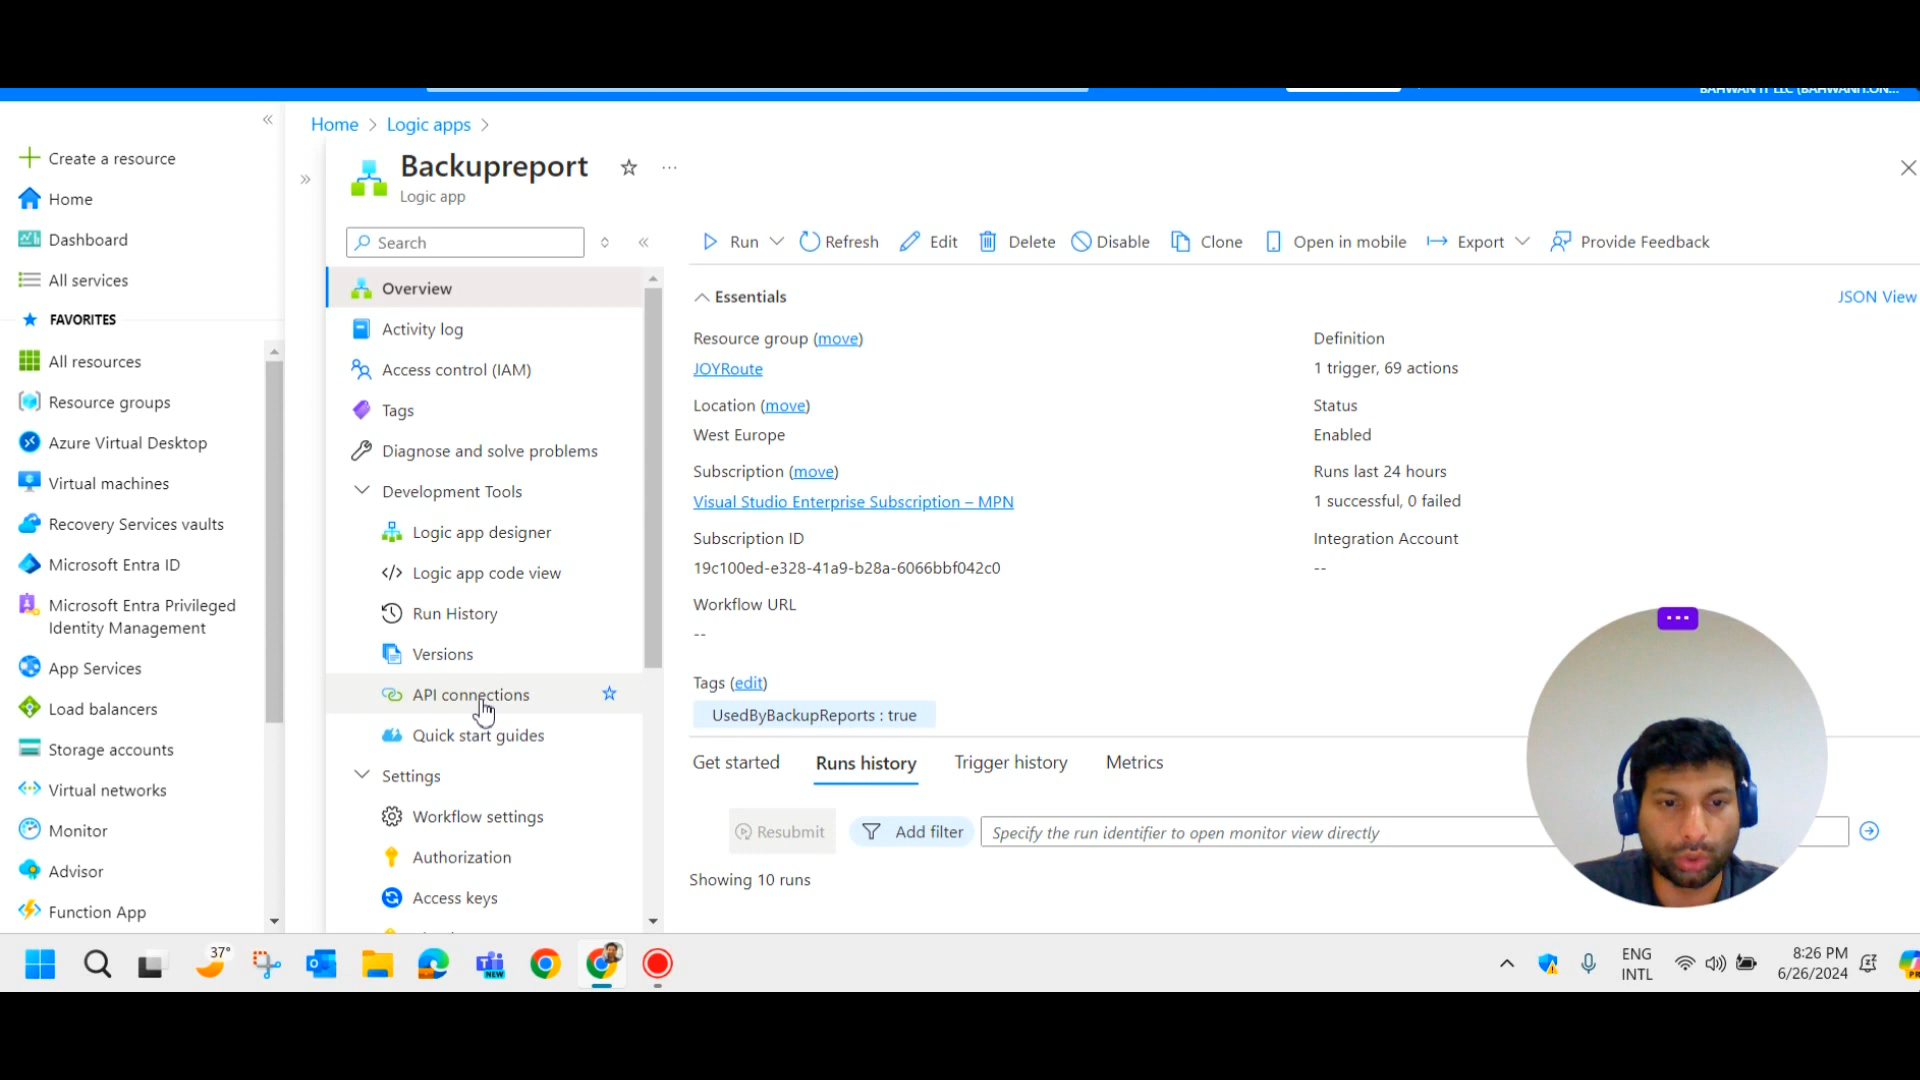 Home > Logic apps >
Backupreport
Logic app
Create a resource
Home
Dashboard
All services
FAVORITES
All resources
Resource groups
Azure Virtual Desktop
Virtual machines
Recovery Services vaults
Microsoft Entra ID
Microsoft Entra Privileged
Identity Management
App Services
Load balancers
Storage accounts
Virtual networks
Monitor
Advisor
Function App
Search
Overview
Activity log
Access control (IAM)
Tags
Diagnose and solve problems
Development Tools
Logic app designer
Logic app code view
Run History
Versions
API connections
Quick start guides
Settings
Workflow settings
Authorization
Access keys
Run Refresh Edit Delete Disable Clone Open in mobile Export Provide Feedback
Essentials
JSON View
Resource group (move)
JOYRoute
Location (move)
West Europe
Subscription (move)
Visual Studio Enterprise Subscription – MPN
Subscription ID
19c100ed-e328-41a9-b28a-6066bbf042c0
Workflow URL
--
Definition
1 trigger, 69 actions
Status
Enabled
Runs last 24 hours
1 successful, 0 failed
Integration Account
--
Tags (edit)
UsedByBackupReports : true
Get started Runs history Trigger history Metrics
Resubmit Add filter Specify the run identifier to open monitor view directly
Showing 10 runs
37°
NEW
ENG
INTL
8:26 PM
6/26/2024